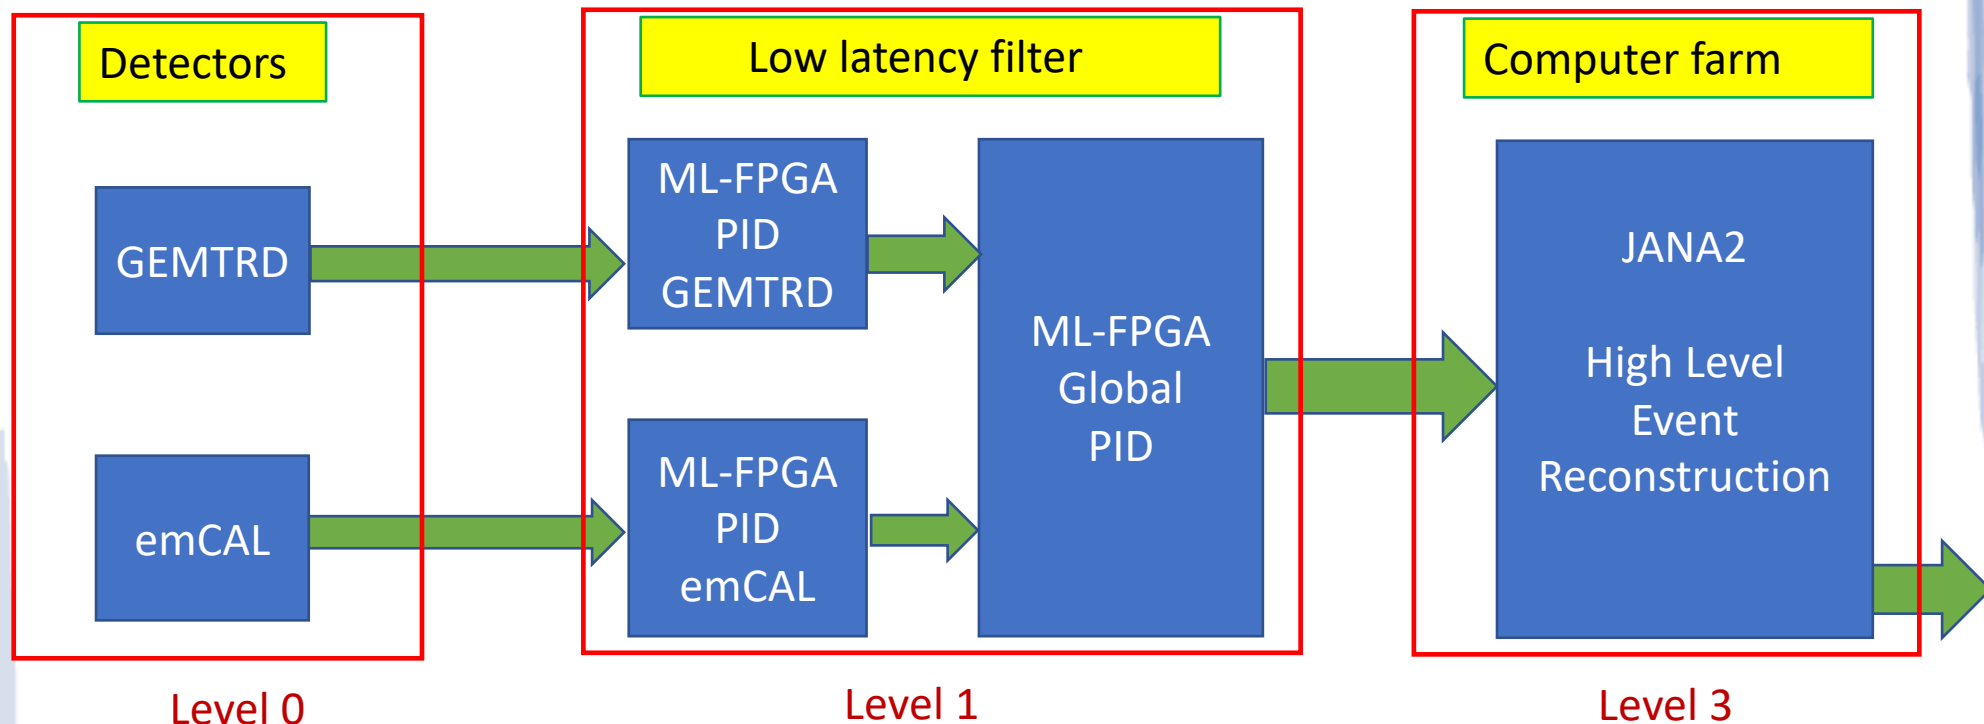 Detectors
Low latency filter
Computer farm
GEMTRD
emCAL
ML-FPGA
PID
GEMTRD
ML-FPGA
PID
emCAL
ML-FPGA
Global
PID
JANA2
High Level
Event
Reconstruction
Level 0
Level 1
Level 3